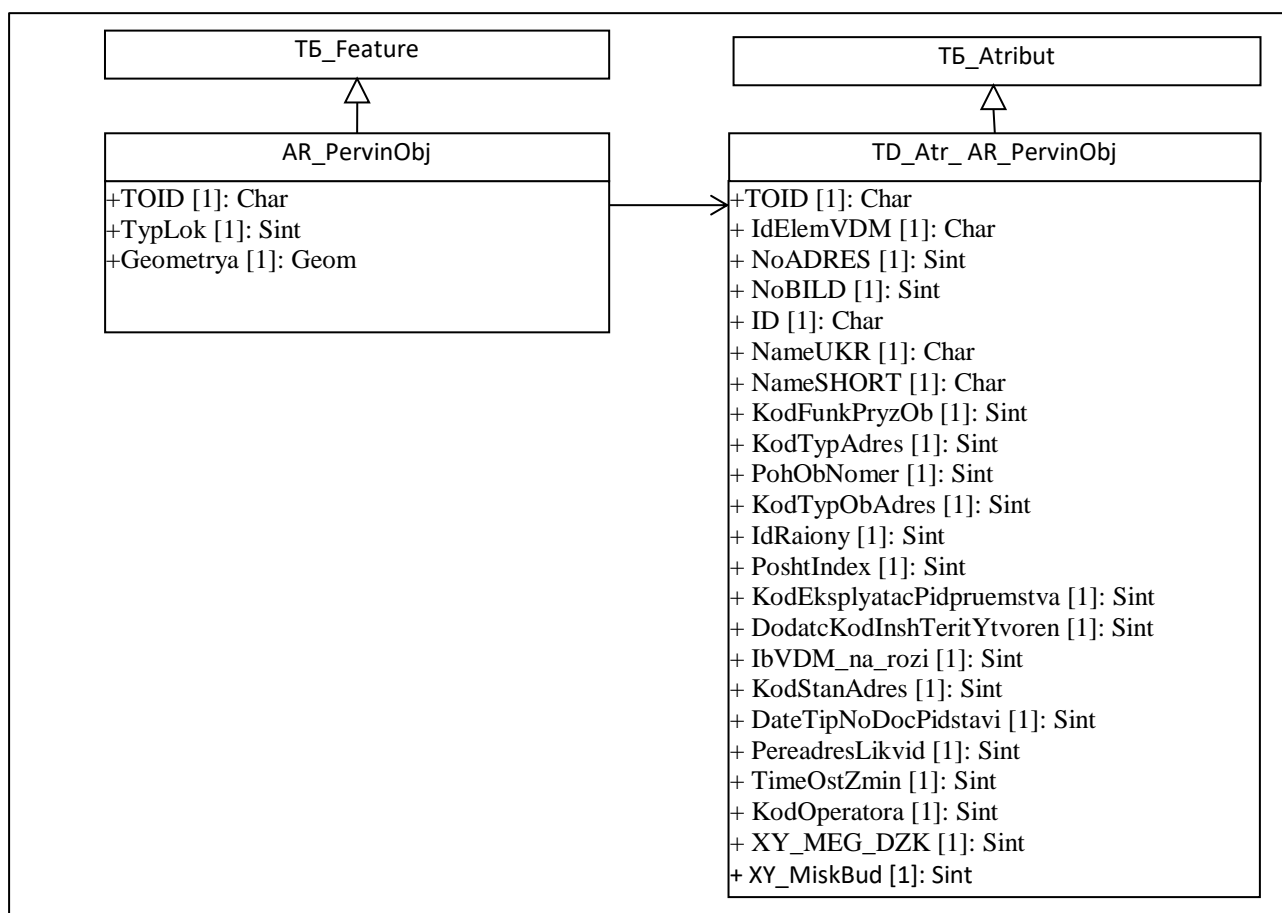 ТБ_Feature
AR_PervinObj
+TOID [1]: Char
+TypLok [1]: Sint
+Geometrya [1]: Geom
ТБ_Atribut
TD_Atr_ AR_PervinObj
+TOID [1]: Char
+ IdElemVDM [1]: Char
+ NoADRES [1]: Sint
+ NoBILD [1]: Sint
+ ID [1]: Char
+ NameUKR [1]: Char
+ NameSHORT [1]: Char
+ KodFunkPryzOb [1]: Sint
+ KodTypAdres [1]: Sint
+ PohObNomer [1]: Sint
+ KodTypObAdres [1]: Sint
+ IdRaiony [1]: Sint
+ PoshtIndex [1]: Sint
+ KodEksplyatacPidpruemstva [1]: Sint
+ DodatcKodInshTeritYtvoren [1]: Sint
+ IbVDM_na_rozi [1]: Sint
+ KodStanAdres [1]: Sint
+ DateTipNoDocPidstavi [1]: Sint
+ PereadresLikvid [1]: Sint
+ TimeOstZmin [1]: Sint
+ KodOperatora [1]: Sint
+ XY_MEG_DZK [1]: Sint
+ XY_MiskBud [1]: Sint